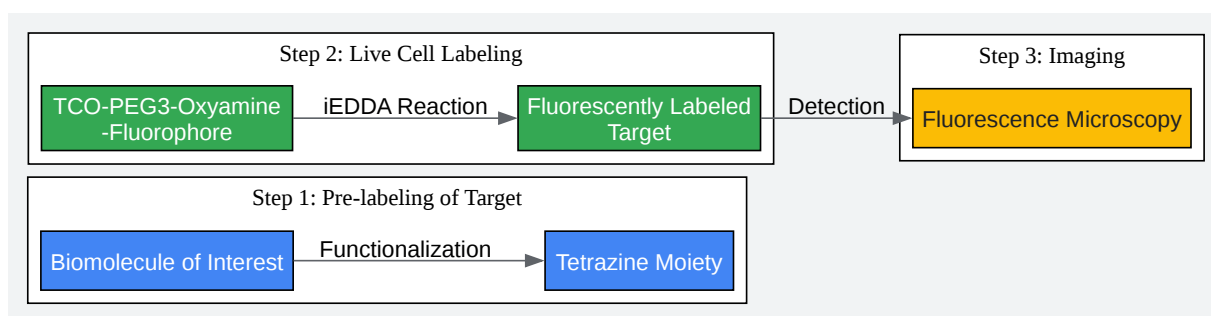 Step 2: Live Cell Labeling
TCO-PEG3-Oxyamine
-Fluorophore
iEDDA Reaction
Fluorescently Labeled
Target
Detection
Step 3: Imaging
Fluorescence Microscopy
Step 1: Pre-labeling of Target
Biomolecule of Interest
Functionalization
Tetrazine Moiety